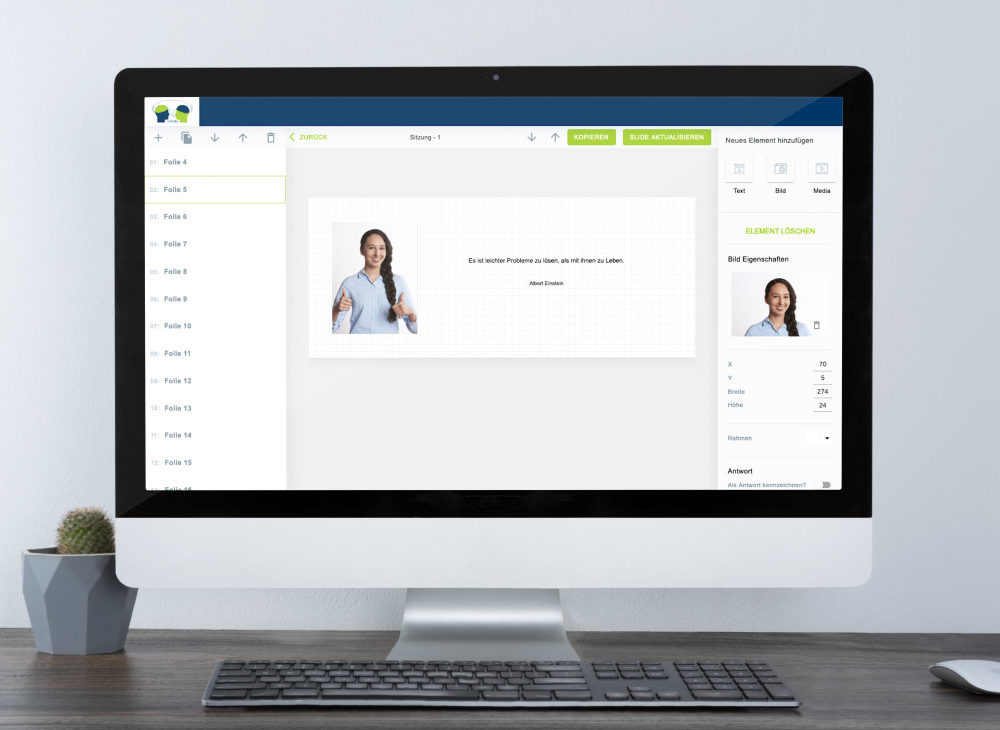 ZURÜCK
Sitzung - 1
KOPIEREN
SLIDE AKTUALISIEREN
Neues Element hinzufügen
01: Folie 4
02: Folie 5
03: Folie 6
04: Folie 7
05: Folie 8
06: Folie 9
07: Folie 10
08: Folie 11
09: Folie 12
10: Folie 13
11: Folie 14
12: Folie 15
Folie 16
Es ist leichter Probleme zu lösen, als mit ihnen zu Leben.
Albert Einstein
Text
Bild
Media
ELEMENT LÖSCHEN
Bild Eigenschaften
X 70
Y 5
Breite 274
Höhe 24
Rahmen
Antwort
Als Antwort kennzeichnen?